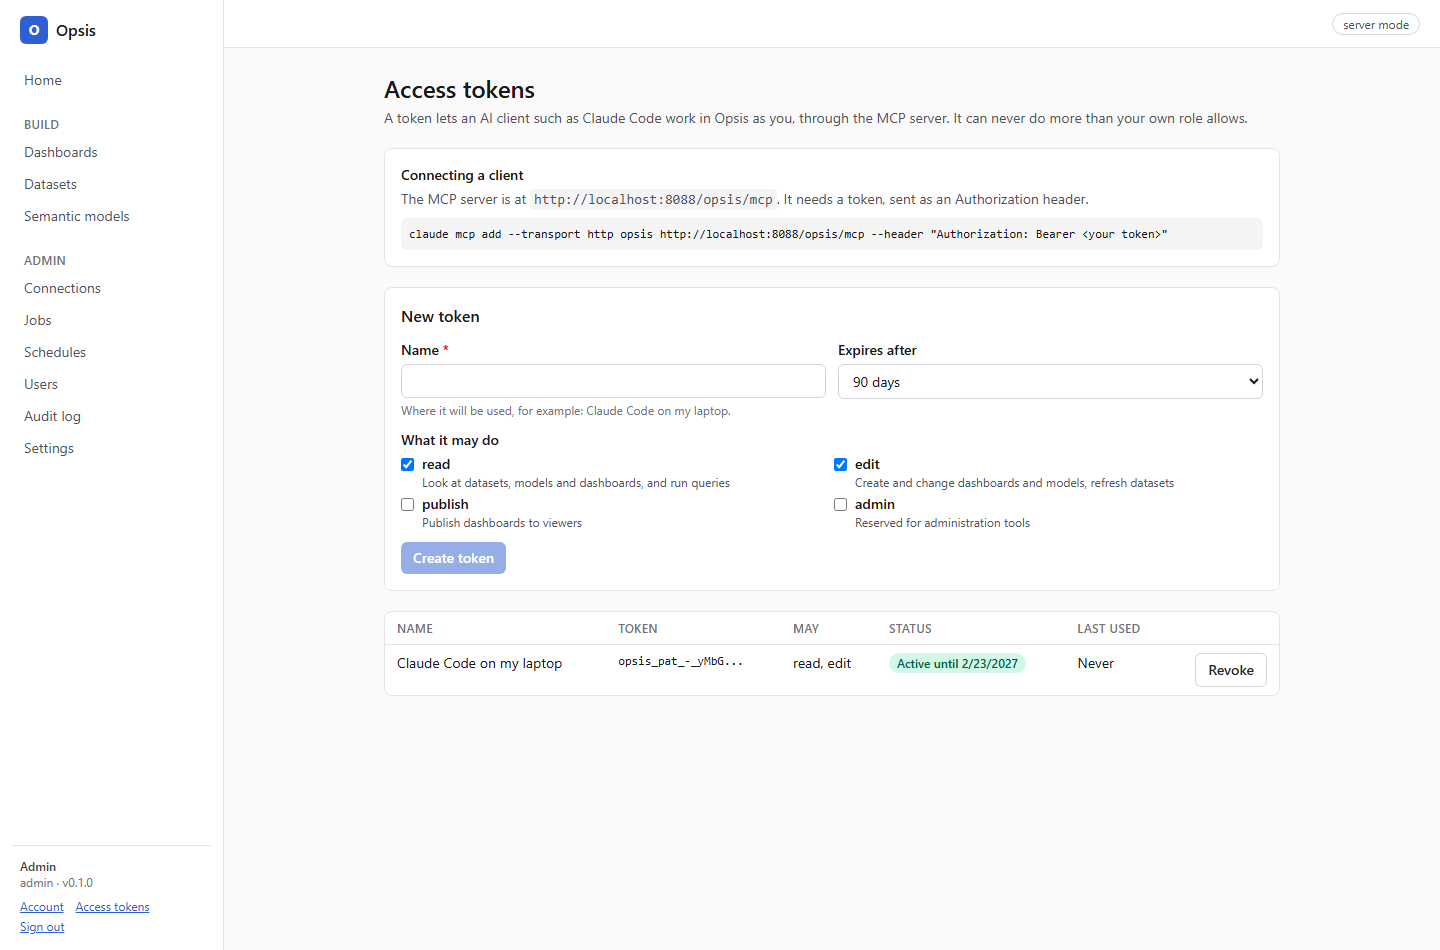 O Opsis
server mode
Home
BUILD
Dashboards
Datasets
Semantic models
ADMIN
Connections
Jobs
Schedules
Users
Audit log
Settings
Access tokens
A token lets an AI client such as Claude Code work in Opsis as you, through the MCP server. It can never do more than your own role allows.
Connecting a client
The MCP server is at http://localhost:8088/opsis/mcp. It needs a token, sent as an Authorization header.
claude mcp add --transport http opsis http://localhost:8088/opsis/mcp --header "Authorization: Bearer <your token>"
New token
Name * Expires after
90 days
Where it will be used, for example: Claude Code on my laptop.
What it may do
read edit
Look at datasets, models and dashboards, and run queries Create and change dashboards and models, refresh datasets
publish admin
Publish dashboards to viewers Reserved for administration tools
Create token
NAME TOKEN MAY STATUS LAST USED
Claude Code on my laptop opsis_pat_-_yMbG... read, edit Active until 2/23/2027 Never Revoke
Admin
admin · v0.1.0
Account Access tokens
Sign out